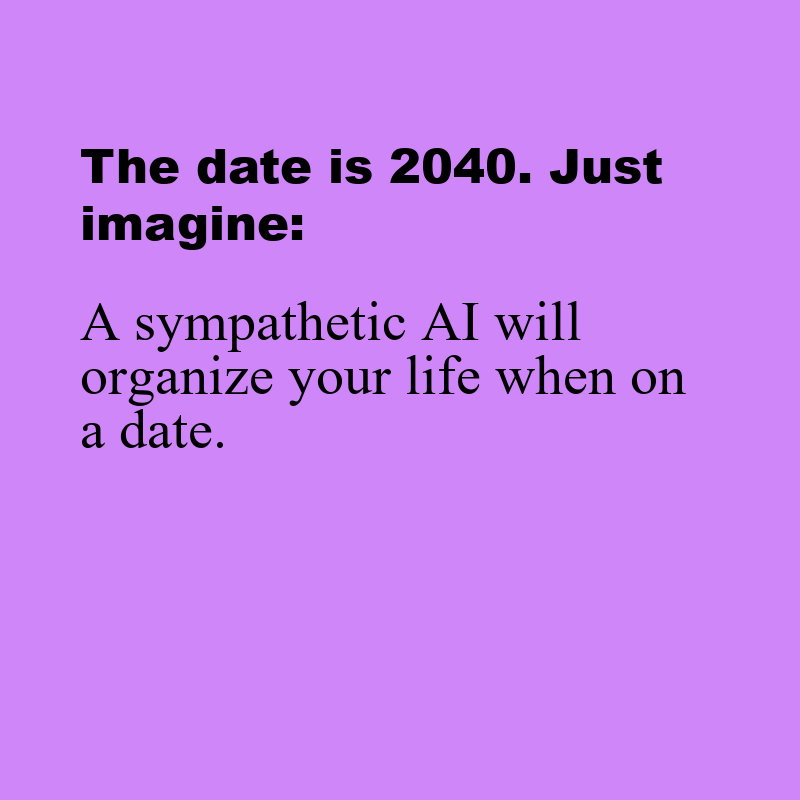 The date is 2040. Just
imagine:
A sympathetic AI will
organize your life when on
a date.